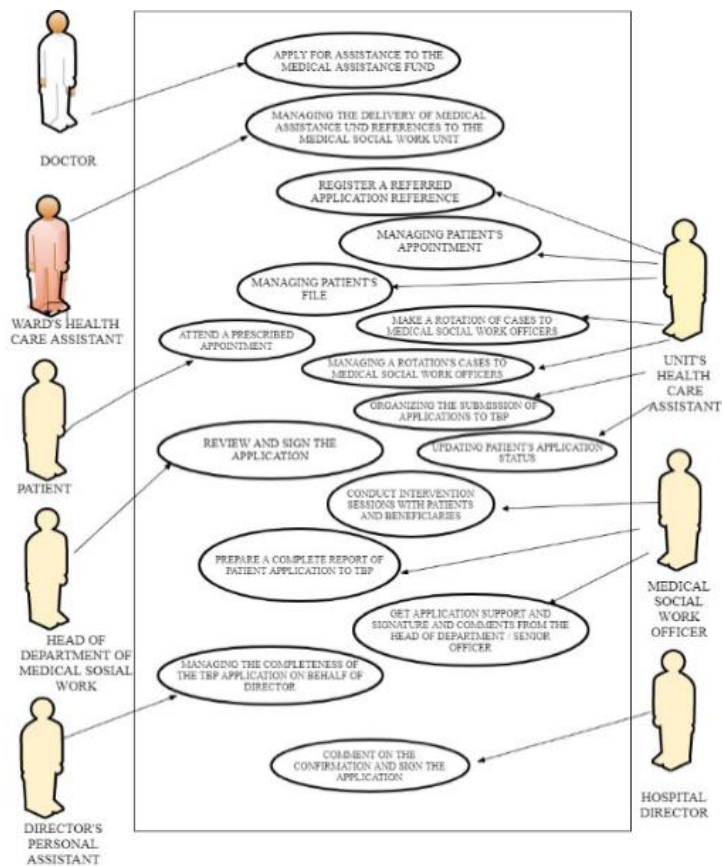 APPLY FOR ASSISTANCE TO THE
MEDICAL ASSISTANCE FUND
DOCTOR
MANAGING THE DELIVERY OF MEDICAL
ASSISTANCE UND REFERENCES TO THE
MEDICAL SOCIAL WORK UNIT
REGISTER A REFERRED
APPLICATION REFERENCE
MANAGING PATIENT'S
APPOINTMENT
MANAGING PATIENT'S
FILE
WARD'S HEALTH
CARE ASSISTANT
MAKE A ROTATION OF CASES TO
MEDICAL SOCIAL WORK OFFICERS
ATTEND A PRESCRIBED
APPOINTMENT
UNIT'S
HEALTH
CARE
ASSISTANT
MANAGING A ROTATION'S CASES TO
MEDICAL SOCIAL WORK OFFICERS
ORGANIZING THE SUBMISSION OF
APPLICATIONS TO TBP
REVIEW AND SIGN THE
APPLICATION
UPDATING PATIENT'S APPLICATION
STATUS
PATIENT
CONDUCT INTERVENTION
SESSIONS WITH PATIENTS
AND BENEFICIARIES
PREPARE A COMPLETE REPORT OF
PATIENT APPLICATION TO TBP
MEDICAL
SOCIAL
WORK
OFFICER
GET APPLICATION SUPPORT AND
SIGNATURE AND COMMENTS FROM THE
HEAD OF DEPARTMENT / SENIOR
OFFICER
HEAD OF
DEPARTMENT OF
MEDICAL SOSIAL
WORK
MANAGING THE COMPLETENESS OF
THE TBP APPLICATION ON BEHALF OF
DIRECTOR
COMMENT ON THE
CONFIRMATION AND SIGN THE
APPLICATION
HOSPITAL
DIRECTOR
DIRECTOR'S
PERSONAL
ASSISTANT